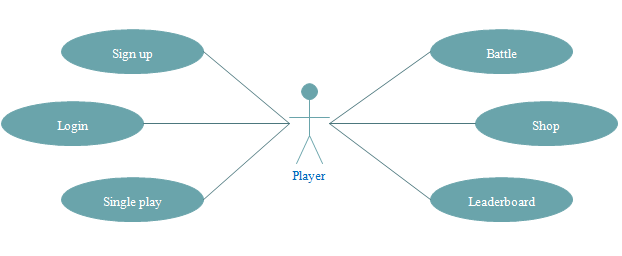 Sign up
Battle
Login
Shop
Player
Single play
Leaderboard